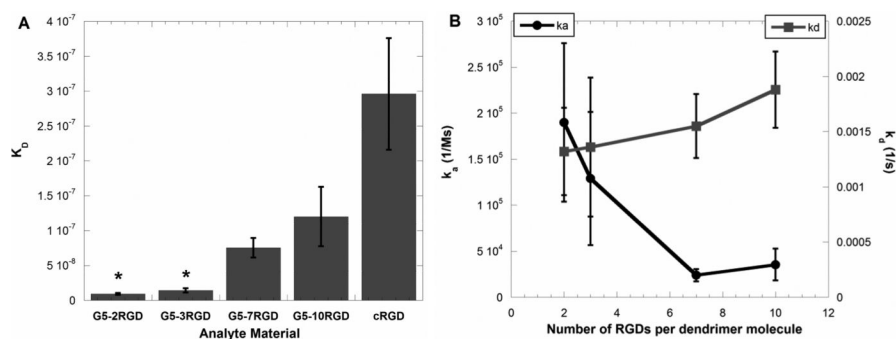 A
4 10⁻⁷
3.5 10⁻⁷
3 10⁻⁷
2.5 10⁻⁷
2 10⁻⁷
1.5 10⁻⁷
1 10⁻⁷
5 10⁻⁸
0
K_D
* *
G5-2RGD G5-3RGD G5-7RGD G5-10RGD cRGD
Analyte Material
B
ka
kd
3 10⁵
2.5 10⁵
2 10⁵
1.5 10⁵
1 10⁵
5 10⁴
0
k_a (1/Ms)
0.0025
0.002
0.0015
0.001
0.0005
0
k_d (1/s)
0 2 4 6 8 10 12
Number of RGDs per dendrimer molecule